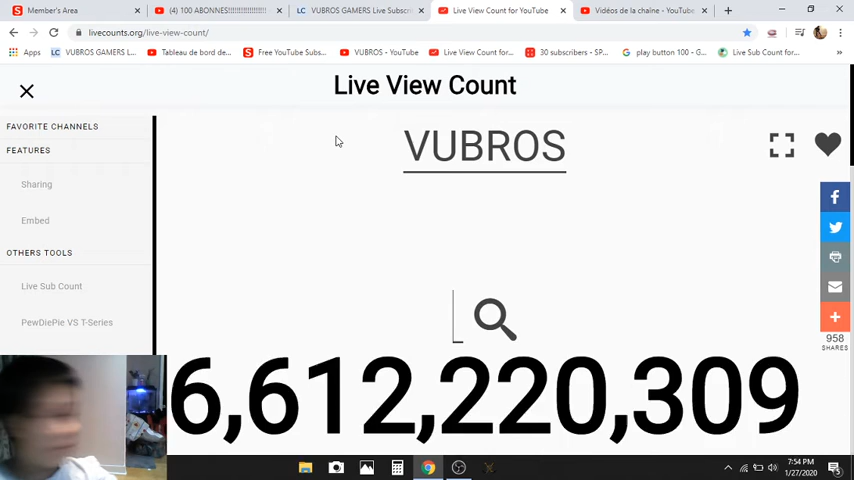 Member's Area
(4) 100 ABONNES!!!!!!!!!!!!!!!
LC VUBROS GAMERS Live Subscri
Live View Count for YouTube
Vidéos de la chaîne - YouTube
livecounts.org/live-view-count/
Apps
LC VUBROS GAMERS L...
Tableau de bord de...
Free YouTube Subs...
VUBROS - YouTube
Live View Count for...
30 subscribers - SP...
play button 100 - G...
Live Sub Count for...
Live View Count
FAVORITE CHANNELS
FEATURES
Sharing
Embed
OTHERS TOOLS
Live Sub Count
PewDiePie VS T-Series
VUBROS
6,612,220,309
958
SHARES
7:54 PM
1/27/2020